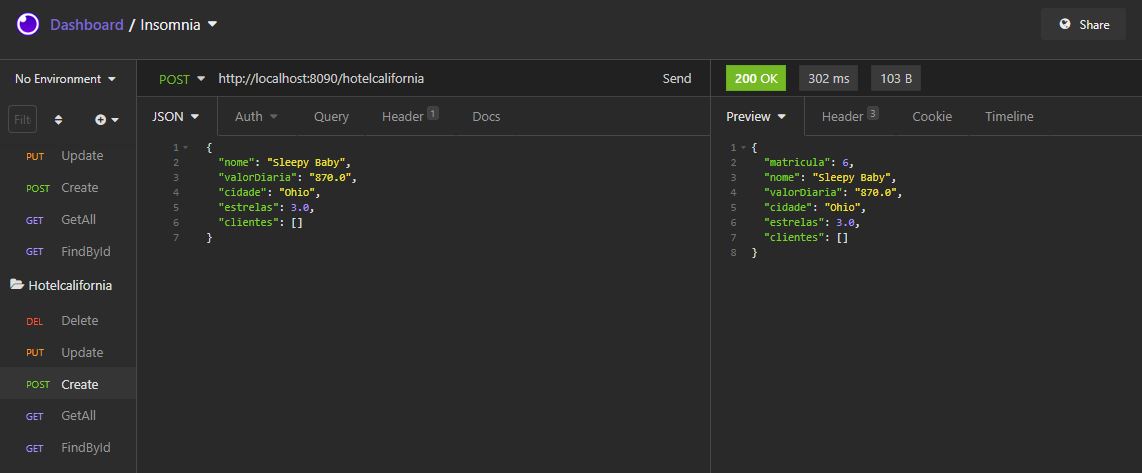 Dashboard / Insomnia
Share
No Environment
POST http://localhost:8090/hotelcalifornia Send
200 OK 302 ms 103 B
Filt
JSON Auth Query Header 1 Docs
Preview Header 3 Cookie Timeline
PUT Update
POST Create
GET GetAll
GET FindById
Hotelcalifornia
DEL Delete
PUT Update
POST Create
GET GetAll
GET FindById
1 {
2 "nome": "Sleepy Baby",
3 "valorDiaria": "870.0",
4 "cidade": "Ohio",
5 "estrelas": 3.0,
6 "clientes": []
7 }
1 {
2 "matricula": 6,
3 "nome": "Sleepy Baby",
4 "valorDiaria": "870.0",
5 "cidade": "Ohio",
6 "estrelas": 3.0,
7 "clientes": []
8 }